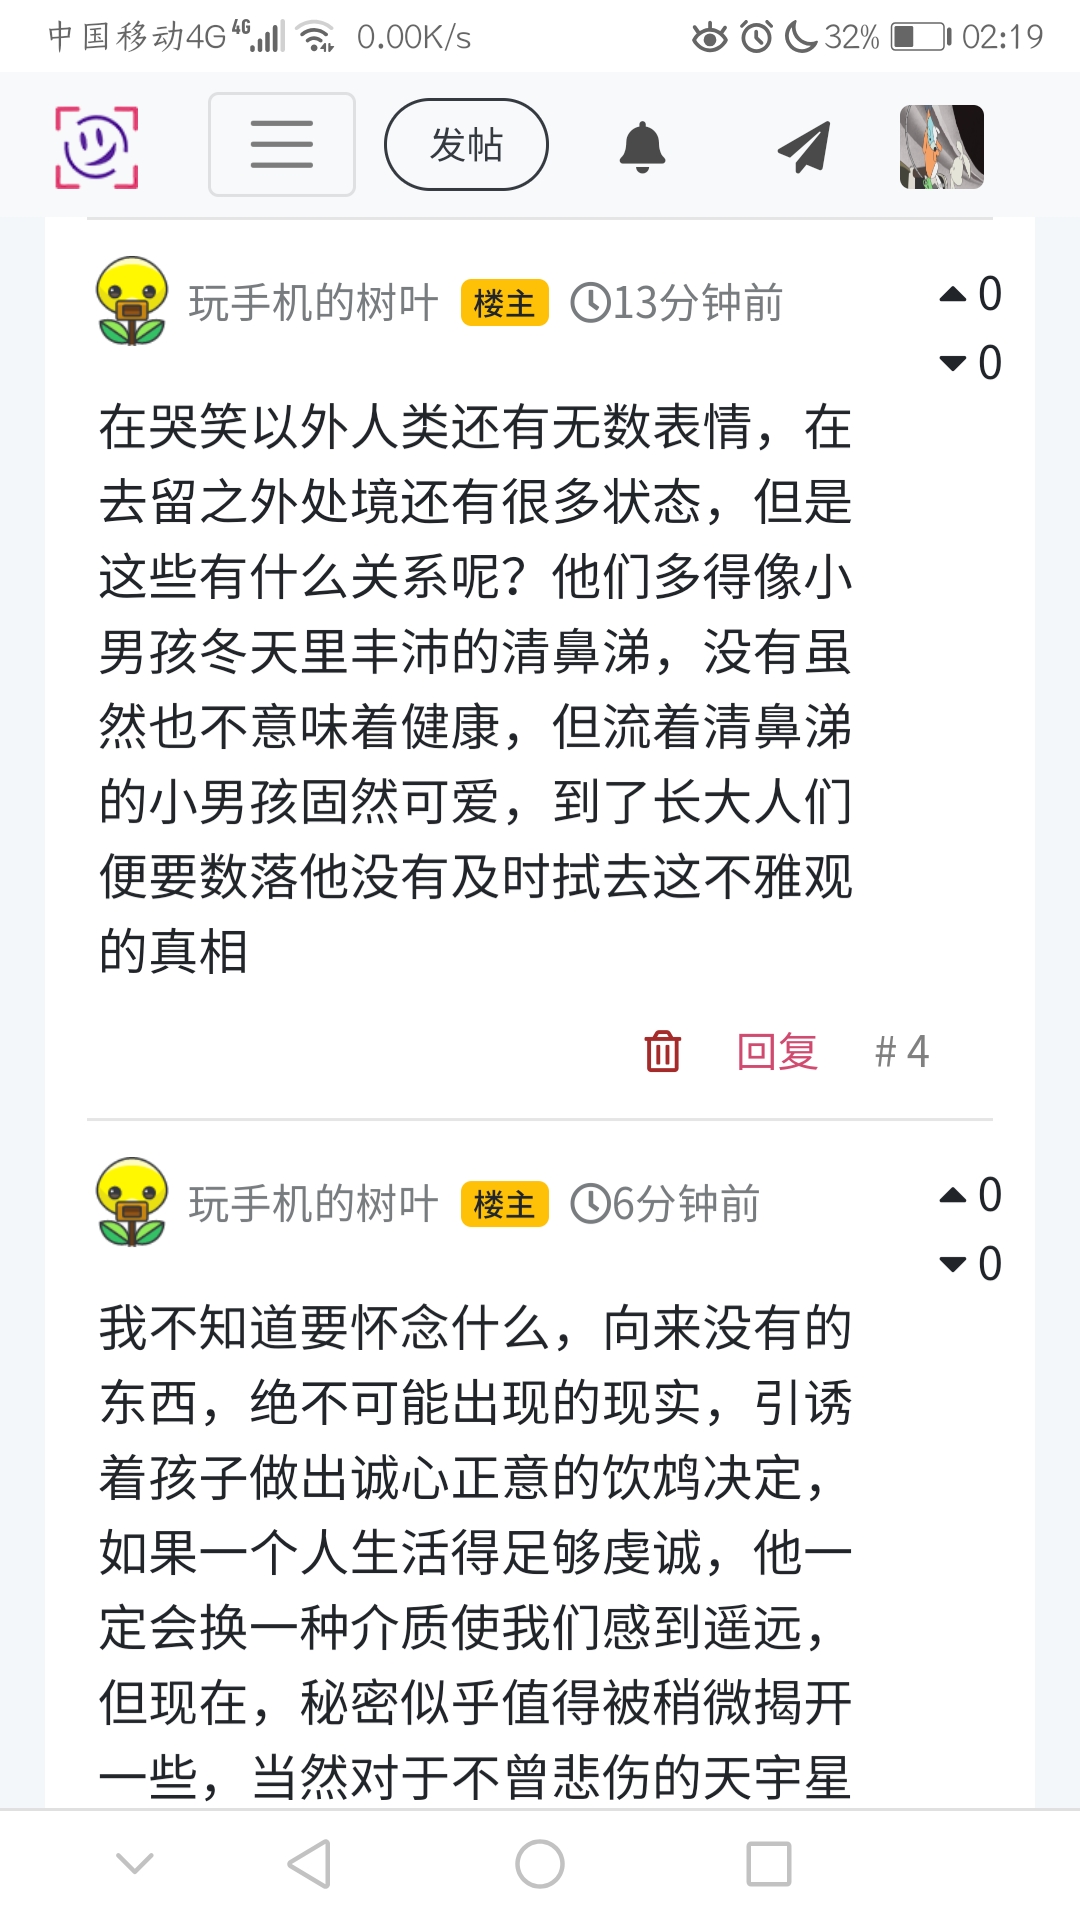 中国移动4G 4G 0.00K/s 32% 02:19
发帖
玩手机的树叶 楼主 13分钟前 0
0
在哭笑以外人类还有无数表情，在
去留之外处境还有很多状态，但是
这些有什么关系呢？他们多得像小
男孩冬天里丰沛的清鼻涕，没有虽
然也不意味着健康，但流着清鼻涕
的小男孩固然可爱，到了长大人们
便要数落他没有及时拭去这不雅观
的真相
回复 # 4
玩手机的树叶 楼主 6分钟前 0
0
我不知道要怀念什么，向来没有的
东西，绝不可能出现的现实，引诱
着孩子做出诚心正意的饮鸩决定，
如果一个人生活得足够虔诚，他一
定会换一种介质使我们感到遥远，
但现在，秘密似乎值得被稍微揭开
一些，当然对于不曾悲伤的天宇星